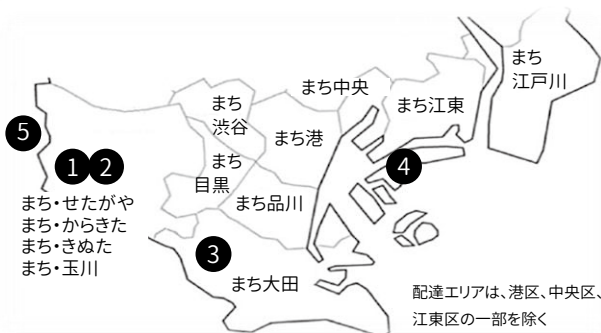 まち
江戸川
まち中央
まち江東
まち
渋谷
まち港
5
1
2
まち
目黒
4
まち・せたがや
まち・からきた
まち・きぬた
まち・玉川
まち品川
3
まち大田
配達エリアは、港区、中央区、
江東区の一部を除く